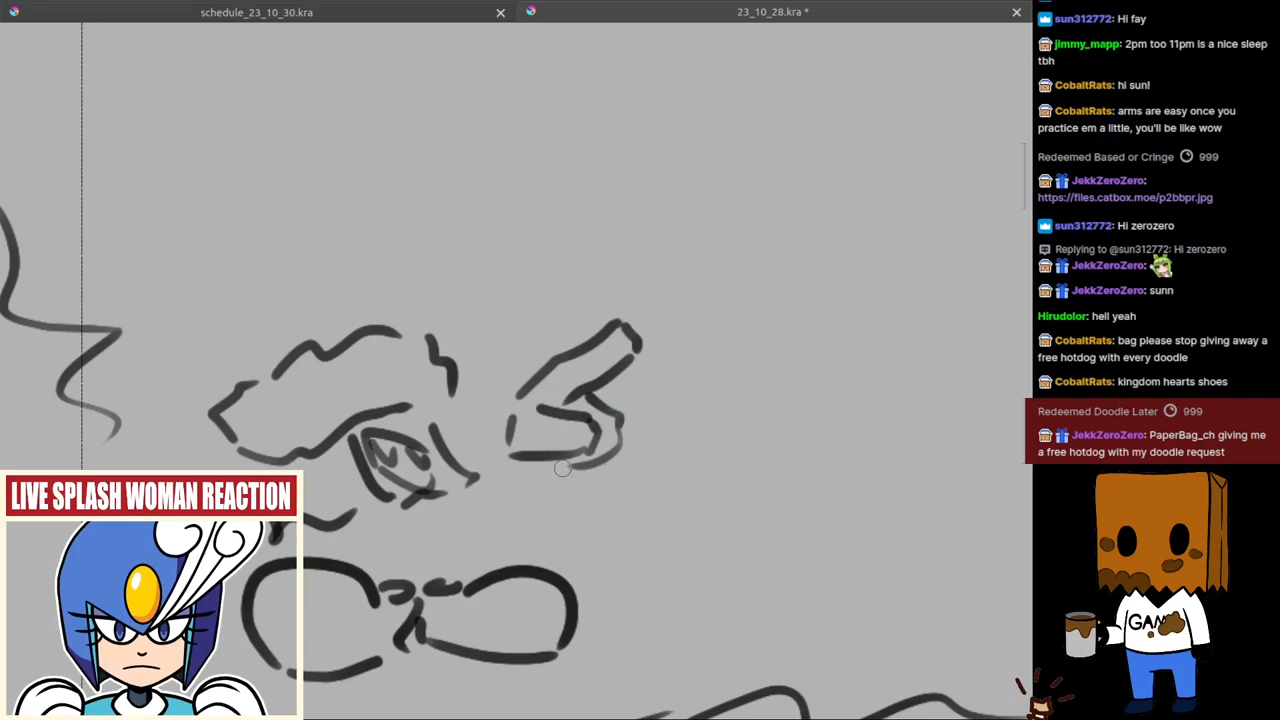 schedule_23_10_30.kra
23_10_28.kra *
sun312772: Hi fay
jimmy_mapp: 2pm too 11pm is a nice sleep
tbh
CobaltRats: hi sun!
CobaltRats: arms are easy once you
practice em a little, you'll be like wow
Redeemed Based or Cringe 999
JekkZeroZero:
https://files.catbox.moe/p2bbpr.jpg
sun312772: Hi zerozero
Replying to @sun312772: Hi zerozero
JekkZeroZero:
JekkZeroZero: sunn
Hirudolor: hell yeah
CobaltRats: bag please stop giving away a
free hotdog with every doodle
CobaltRats: kingdom hearts shoes
Redeemed Doodle Later 999
JekkZeroZero: PaperBag_ch giving me
a free hotdog with my doodle request
LIVE SPLASH WOMAN REACTION